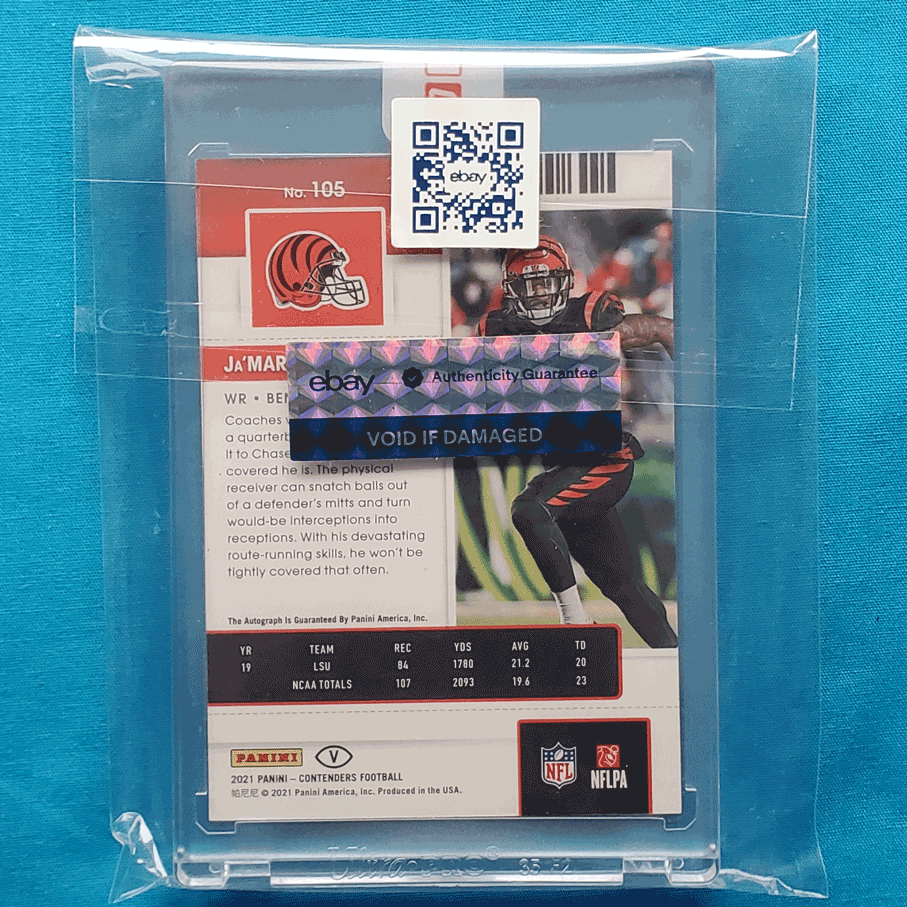 No. 105
ebay
JA'MAR
ebay Authenticity Guarantee
VOID IF DAMAGED
WR • BEN
Coaches
a quarterb
it to Chase
covered he is. The physical
receiver can snatch balls out
of a defender's mitts and turn
would-be interceptions into
receptions. With his devastating
route-running skills, he won't be
tightly covered that often.
The Autograph Is Guaranteed By Panini America, Inc.
YR TEAM REC YDS AVG TD
19 LSU 84 1780 21.2 20
NCAA TOTALS 107 2093 19.6 23
PANINI V
NFL NFLPA
2021 PANINI – CONTENDERS FOOTBALL
帕尼尼 © 2021 Panini America, Inc. Produced in the USA.
Ultra PRO®